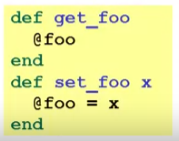 def get_foo
  @foo
end
def set_foo x
  @foo = x
end